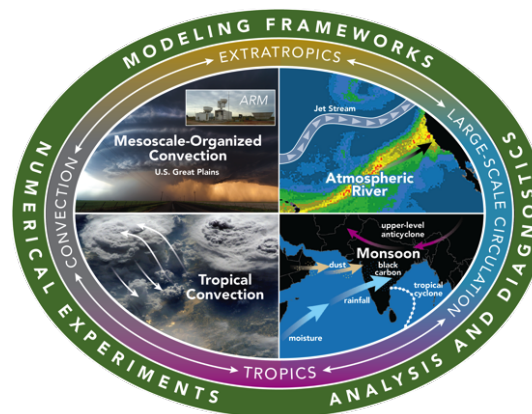 MODELING FRAMEWORKS
EXTRATROPICS
ARM
Mesoscale-Organized
Convection
U.S. Great Plains
Jet Stream
Atmospheric
River
NUMERICAL EXPERIMENTS
CONVECTION
LARGE-SCALE CIRCULATION
ANALYSIS AND DIAGNOSTICS
Tropical
Convection
upper-level
anticyclone
Monsoon
dust
black
carbon
rainfall
tropical
cyclone
moisture
TROPICS